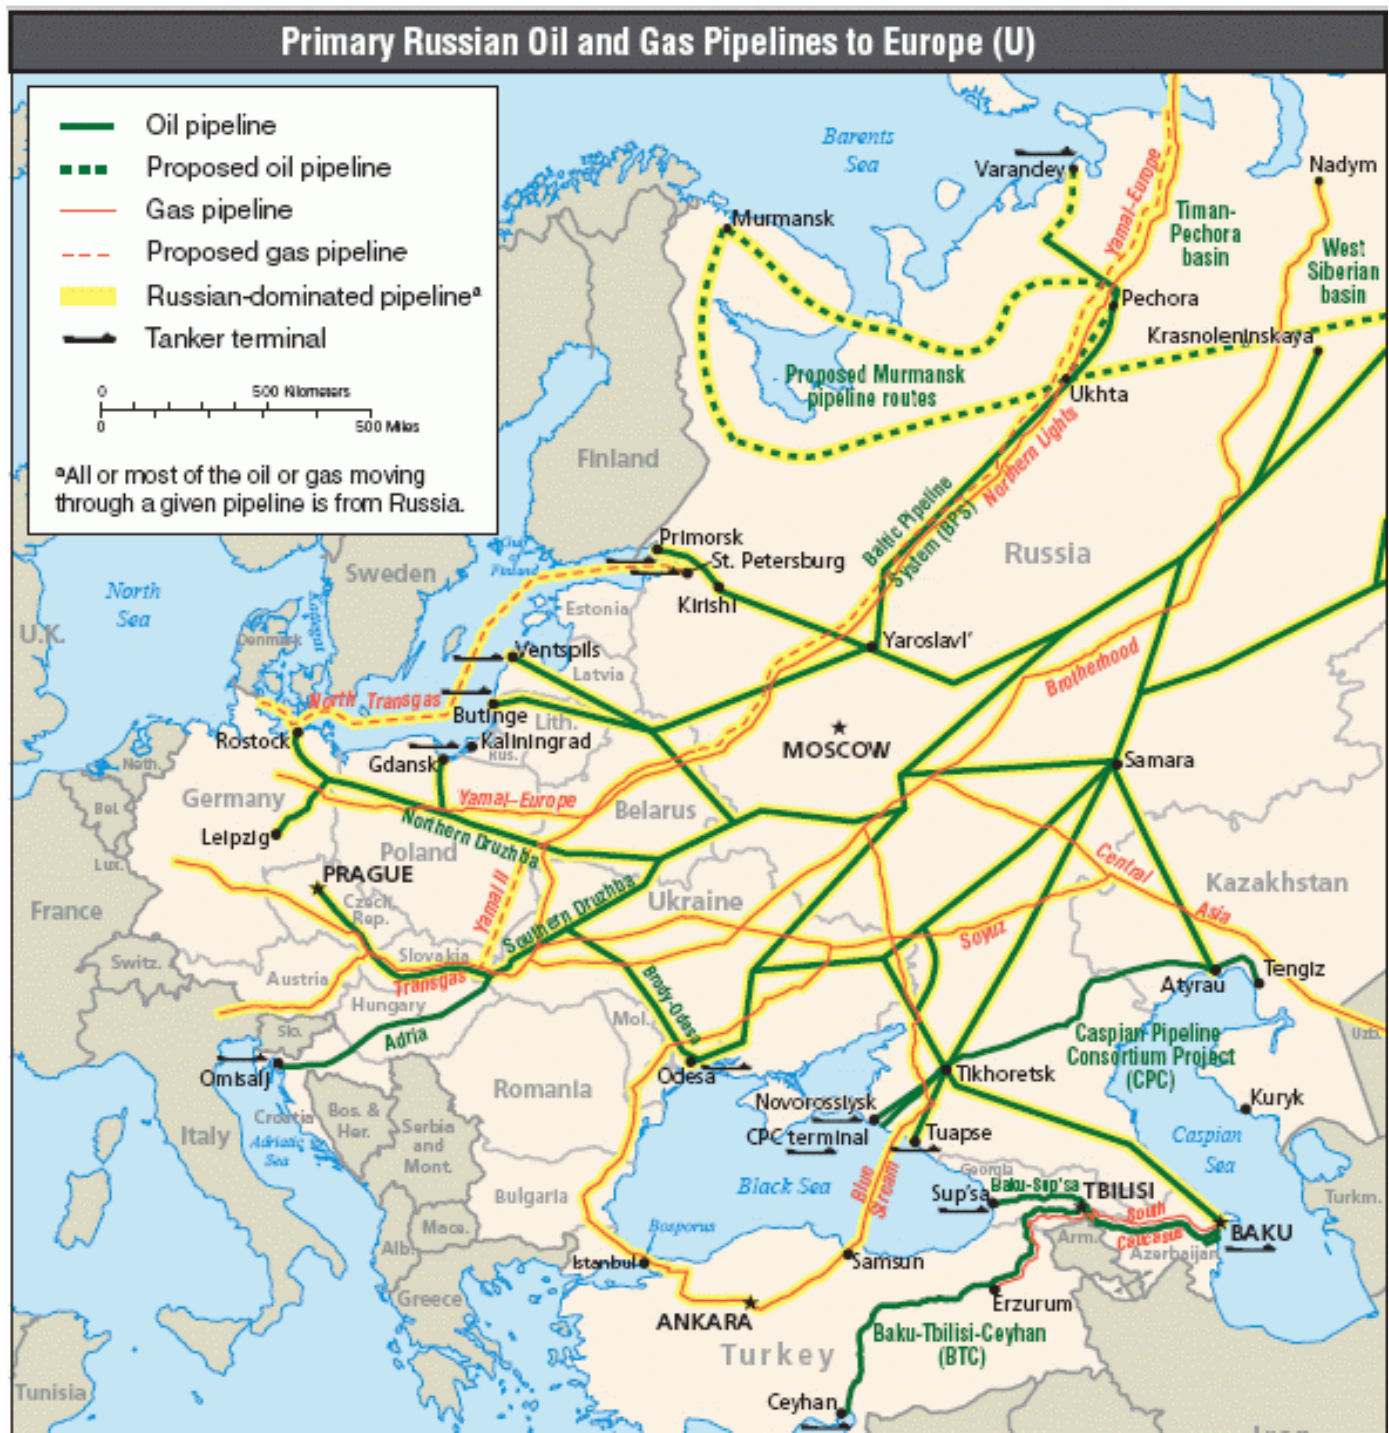 Primary Russian Oil and Gas Pipelines to Europe (U)
Oil pipeline
Proposed oil pipeline
Gas pipeline
Proposed gas pipeline
Russian-dominated pipelineª
Tanker terminal
0 500 Kilometers
0 500 Miles
ªAll or most of the oil or gas moving
through a given pipeline is from Russia.
Barents
Sea
Varandey
Nadym
Murmansk
Yamal-Europe
Timan-
Pechora
basin
West
Siberian
basin
Pechora
Krasnoleninskaya
Proposed Murmansk
pipeline routes
Ukhta
Finland
Northern Lights
Baltic Pipeline
System (BPS)
Primorsk
St. Petersburg
Gulf
of
Finland
Kirishi
Russia
Sweden
North
Sea
Kattegat
Estonia
U.K.
Denmark
Ventspils
Yaroslavl'
Latvia
Brotherhood
North Transgas
Butinge
Lith.
Rostock
Kaliningrad
Rus.
MOSCOW
Samara
Neth.
Gdansk
Germany
Yamal-Europe
Belarus
Bel.
Leipzig
Northern Druzhba
Poland
Lux.
PRAGUE
Central
Asia
Kazakhstan
France
Czech
Rep.
Yamal II
Southern Druzhba
Ukraine
Soyuz
Switz.
Slovakia
Austria
Transgas
Brody-Odesa
Tengiz
Atyrau
Hungary
Slo.
Adria
Mol.
Caspian Pipeline
Consortium Project
(CPC)
Uzb.
Omisalj
Odesa
Tikhoretsk
Romania
Novorossiysk
Kuryk
Croatia
Bos. &
Her.
Serbia
and
Mont.
CPC terminal
Tuapse
Italy
Adriatic
Sea
Caspian
Sea
Georgia
Black Sea
Blue
Stream
Sup'sa
Baku-Sup'sa
TBILISI
Bulgaria
South
Caucasus
Turkm.
Mace.
Bosporus
BAKU
Arm.
Azerbaijan
Alb.
Istanbul
Samsun
Greece
ANKARA
Erzurum
Baku-Tbilisi-Ceyhan
(BTC)
Turkey
Tunisia
Ceyhan